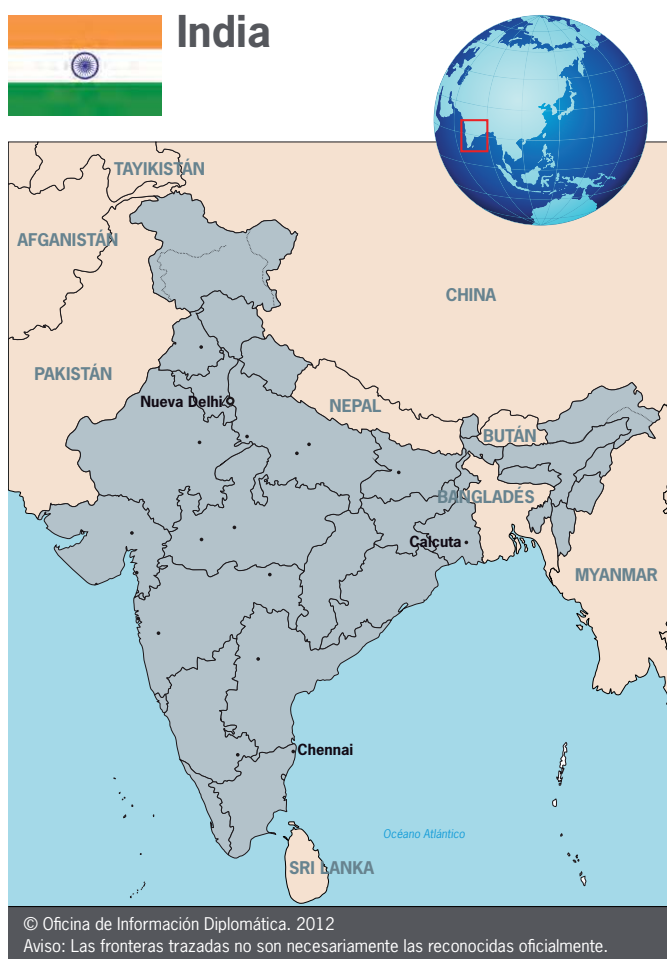 India
TAYIKISTÁN
AFGANISTÁN
CHINA
PAKISTÁN
Nueva Delhi
NEPAL
BUTÁN
BANGLADÉS
Calcuta
MYANMAR
Chennai
Océano Atlántico
SRI LANKA
© Oficina de Información Diplomática. 2012
Aviso: Las fronteras trazadas no son necesariamente las reconocidas oficialmente.